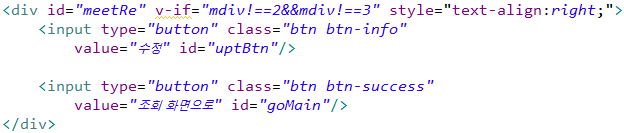 <div id="meetRe" v-if="mdiv!==2&&mdiv!==3" style="text-align:right;">
<input type="button" class="btn btn-info"
value="수정" id="uptBtn"/>
<input type="button" class="btn btn-success"
value="조회 화면으로" id="goMain"/>
</div>